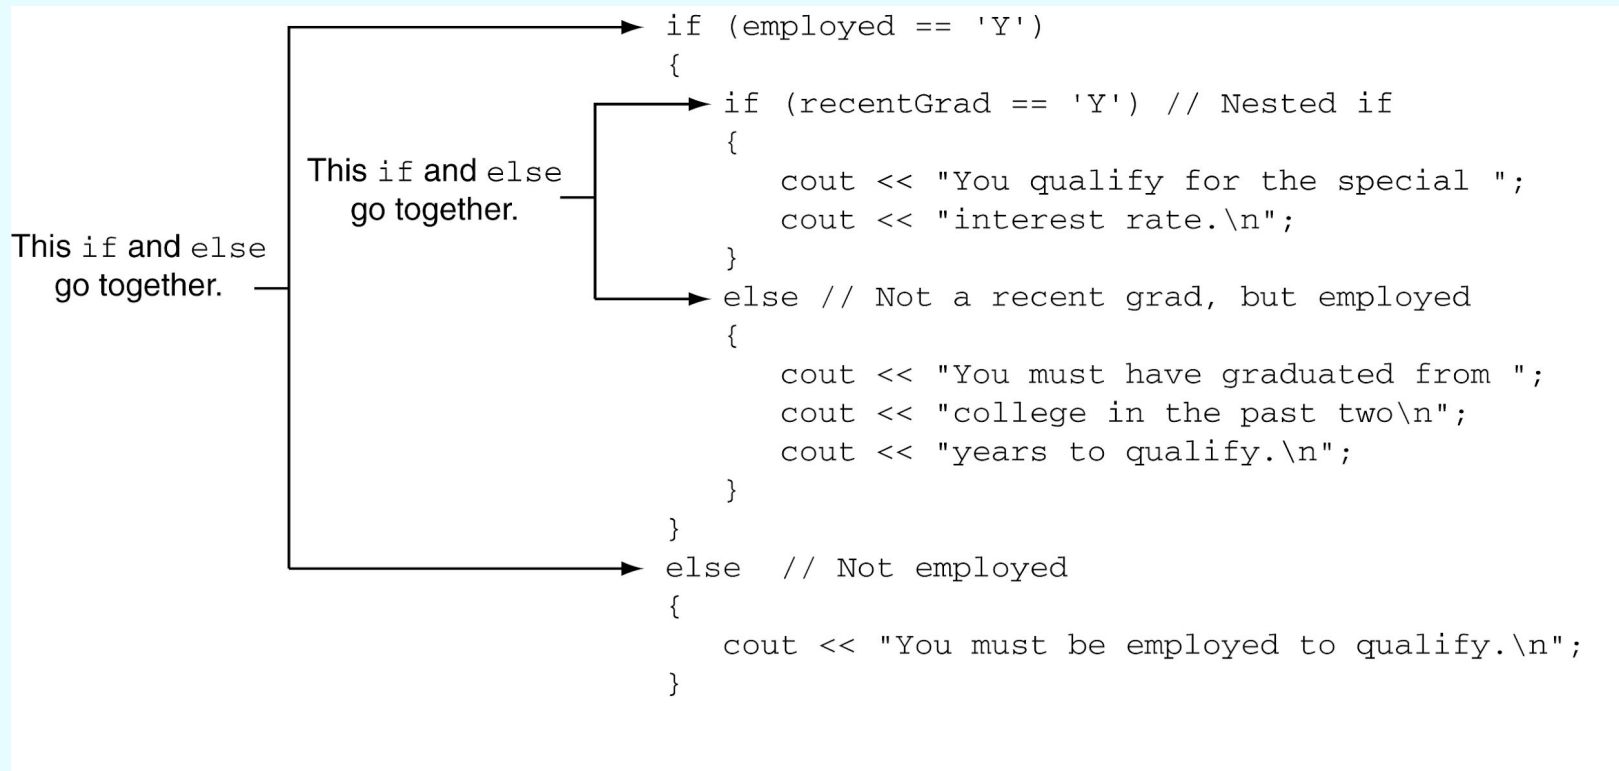 if (employed == 'Y')
{
if (recentGrad == 'Y') // Nested if
{
cout << "You qualify for the special ";
cout << "interest rate.\n";
}
else // Not a recent grad, but employed
{
cout << "You must have graduated from ";
cout << "college in the past two\n";
cout << "years to qualify.\n";
}
}
else // Not employed
{
cout << "You must be employed to qualify.\n";
}
This if and else
go together.
This if and else
go together.